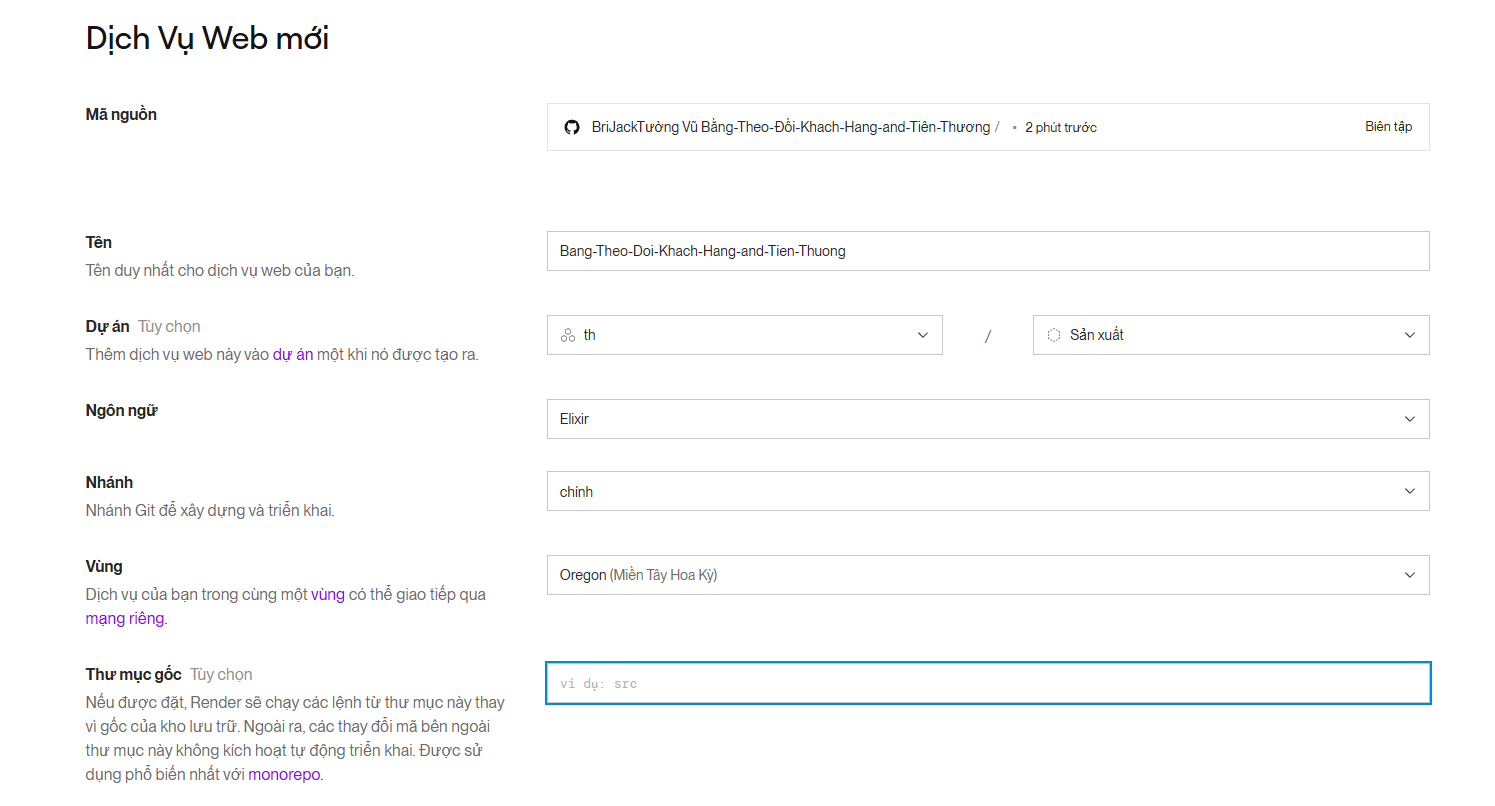 Dịch Vụ Web mới
Mã nguồn
BriJackTường Vũ Bằng-Theo-Đồi-Khach-Hang-and-Tiên-Thương / ▪ 2 phút trước
Biên tập
Tên
Tên duy nhất cho dịch vụ web của bạn.
Bang-Theo-Doi-Khach-Hang-and-Tien-Thuong
Dự án Tùy chọn
Thêm dịch vụ web này vào dự án một khi nó được tạo ra.
th
/
Sản xuất
Ngôn ngữ
Elixir
Nhánh
Nhánh Git để xây dựng và triển khai.
chính
Vùng
Dịch vụ của bạn trong cùng một vùng có thể giao tiếp qua
mạng riêng.
Oregon (Miền Tây Hoa Kỳ)
Thư mục gốc Tùy chọn
Nếu được đặt, Render sẽ chạy các lệnh từ thư mục này thay
vì gốc của kho lưu trữ. Ngoài ra, các thay đổi mã bên ngoài
thư mục này không kích hoạt tự động triển khai. Được sử
dụng phổ biến nhất với monorepo.
ví dụ: src